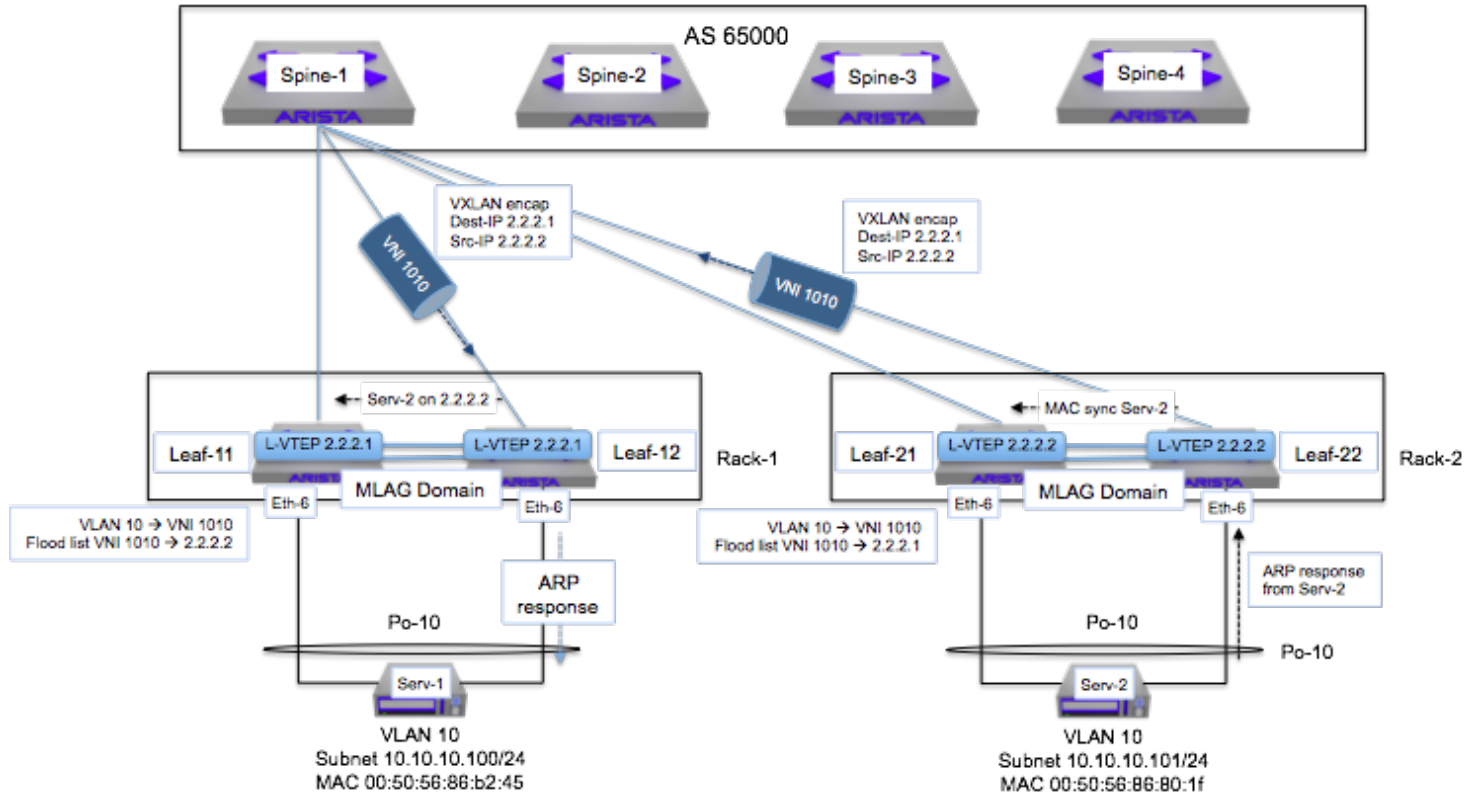 AS 65000
Spine-1
Spine-2
Spine-3
Spine-4
ARISTA
ARISTA
ARISTA
ARISTA
VXLAN encap
Dest-IP 2.2.2.1
Src-IP 2.2.2.2
VXLAN encap
Dest-IP 2.2.2.1
Src-IP 2.2.2.2
VNI 1010
VNI 1010
Serv-2 on 2.2.2.2
MAC sync Serv-2
Leaf-11
L-VTEP 2.2.2.1
L-VTEP 2.2.2.1
Leaf-12
Rack-1
Leaf-21
L-VTEP 2.2.2.2
L-VTEP 2.2.2.2
Leaf-22
Rack-2
ARISTA
MLAG Domain
ARISTA
ARISTA
MLAG Domain
ARISTA
Eth-6
Eth-6
Eth-6
Eth-6
VLAN 10 → VNI 1010
Flood list VNI 1010 → 2.2.2.2
VLAN 10 → VNI 1010
Flood list VNI 1010 → 2.2.2.1
ARP
response
ARP response
from Serv-2
Po-10
Po-10
Po-10
Serv-1
Serv-2
VLAN 10
Subnet 10.10.10.100/24
MAC 00:50:56:86:b2:45
VLAN 10
Subnet 10.10.10.101/24
MAC 00:50:56:86:80:1f